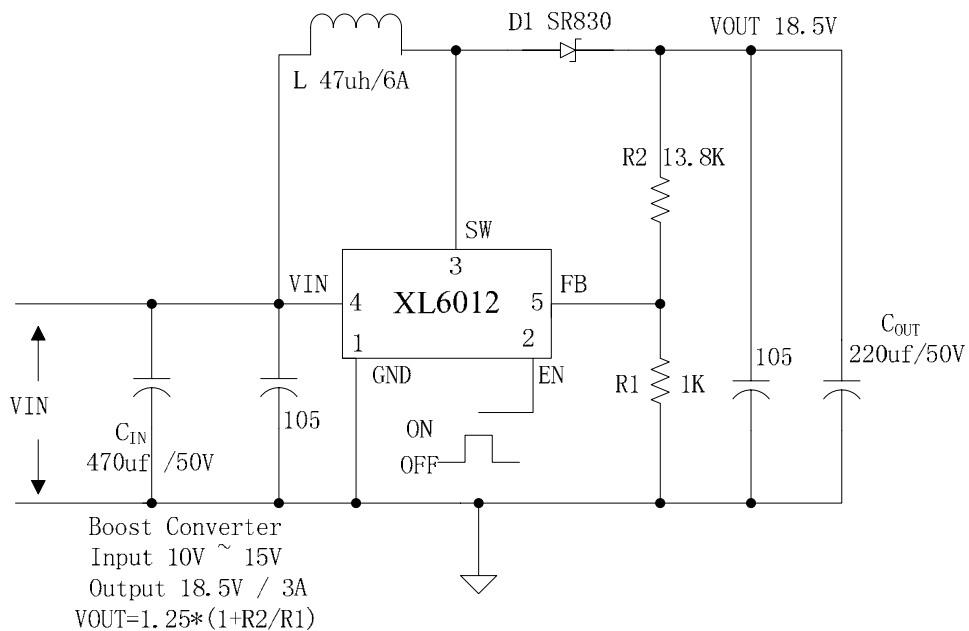 D1 SR830
VOUT 18.5V
L 47uh/6A
R2 13.8K
SW
3
VIN
4
XL6012
5
FB
1
2
GND
EN
COUT
220uf/50V
105
R1
1K
VIN
105
CIN
470uf /50V
ON
OFF
Boost Converter
Input 10V ~ 15V
Output 18.5V / 3A
VOUT=1.25*(1+R2/R1)